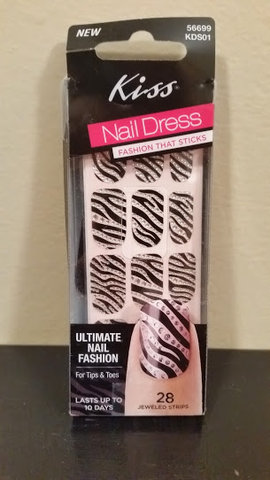 NEW
56699
KDS01
Kiss
Nail Dress
FASHION THAT STICKS
ULTIMATE
NAIL
FASHION
For Tips & Toes
LASTS UP TO
10 DAYS
28
JEWELED STRIPS